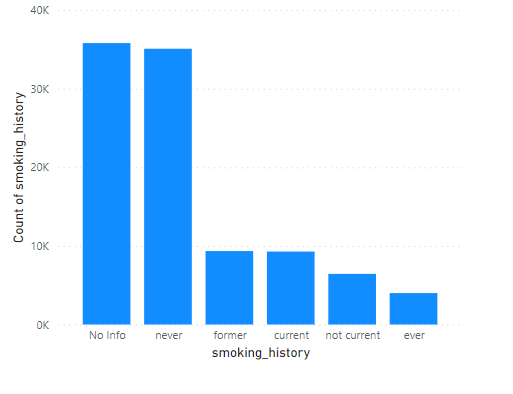 40K
30K
20K
10K
0K
Count of smoking_history
No Info never former current not current ever
smoking_history